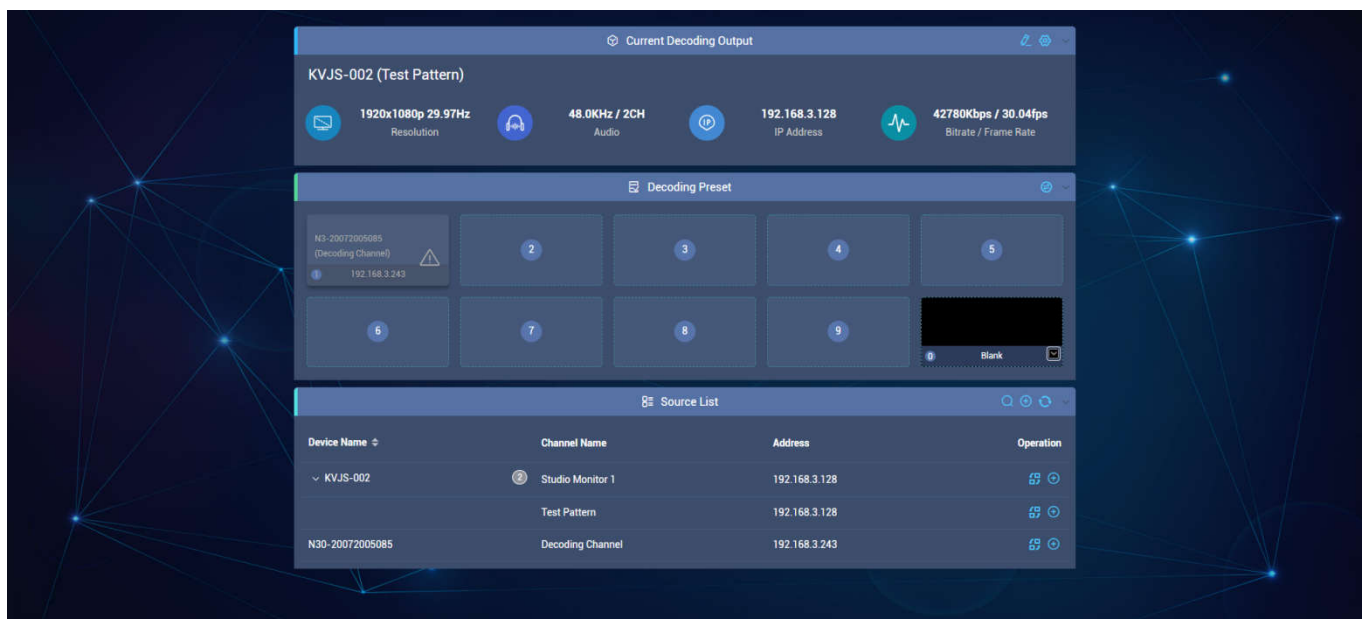 Current Decoding Output
KVJS-002 (Test Pattern)
1920x1080p 29.97Hz
Resolution
48.0KHz / 2CH
Audio
IP
192.168.3.128
IP Address
42780Kbps / 30.04fps
Bitrate / Frame Rate
Decoding Preset
N3-20072005085
(Decoding Channel)
1 192.168.3.243
2
3
4
5
6
7
8
9
0 Blank
Source List
Device Name Channel Name Address Operation
KVJS-002 2 Studio Monitor 1 192.168.3.128
Test Pattern 192.168.3.128
N30-20072005085 Decoding Channel 192.168.3.243